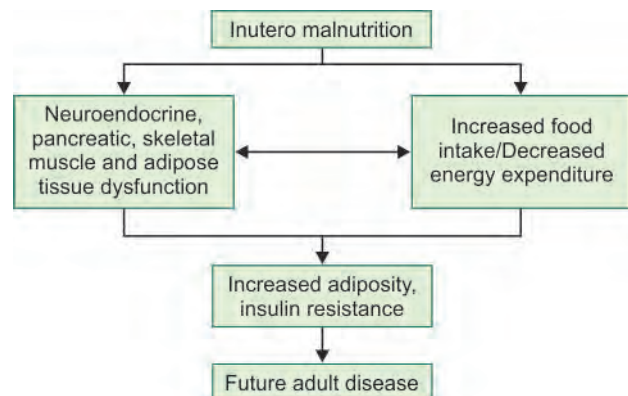 Inutero malnutrition
Neuroendocrine,
pancreatic, skeletal
muscle and adipose
tissue dysfunction
Increased food
intake/Decreased
energy expenditure
Increased adiposity,
insulin resistance
Future adult disease